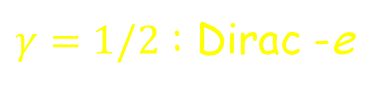 γ = 1/2 : Dirac -e